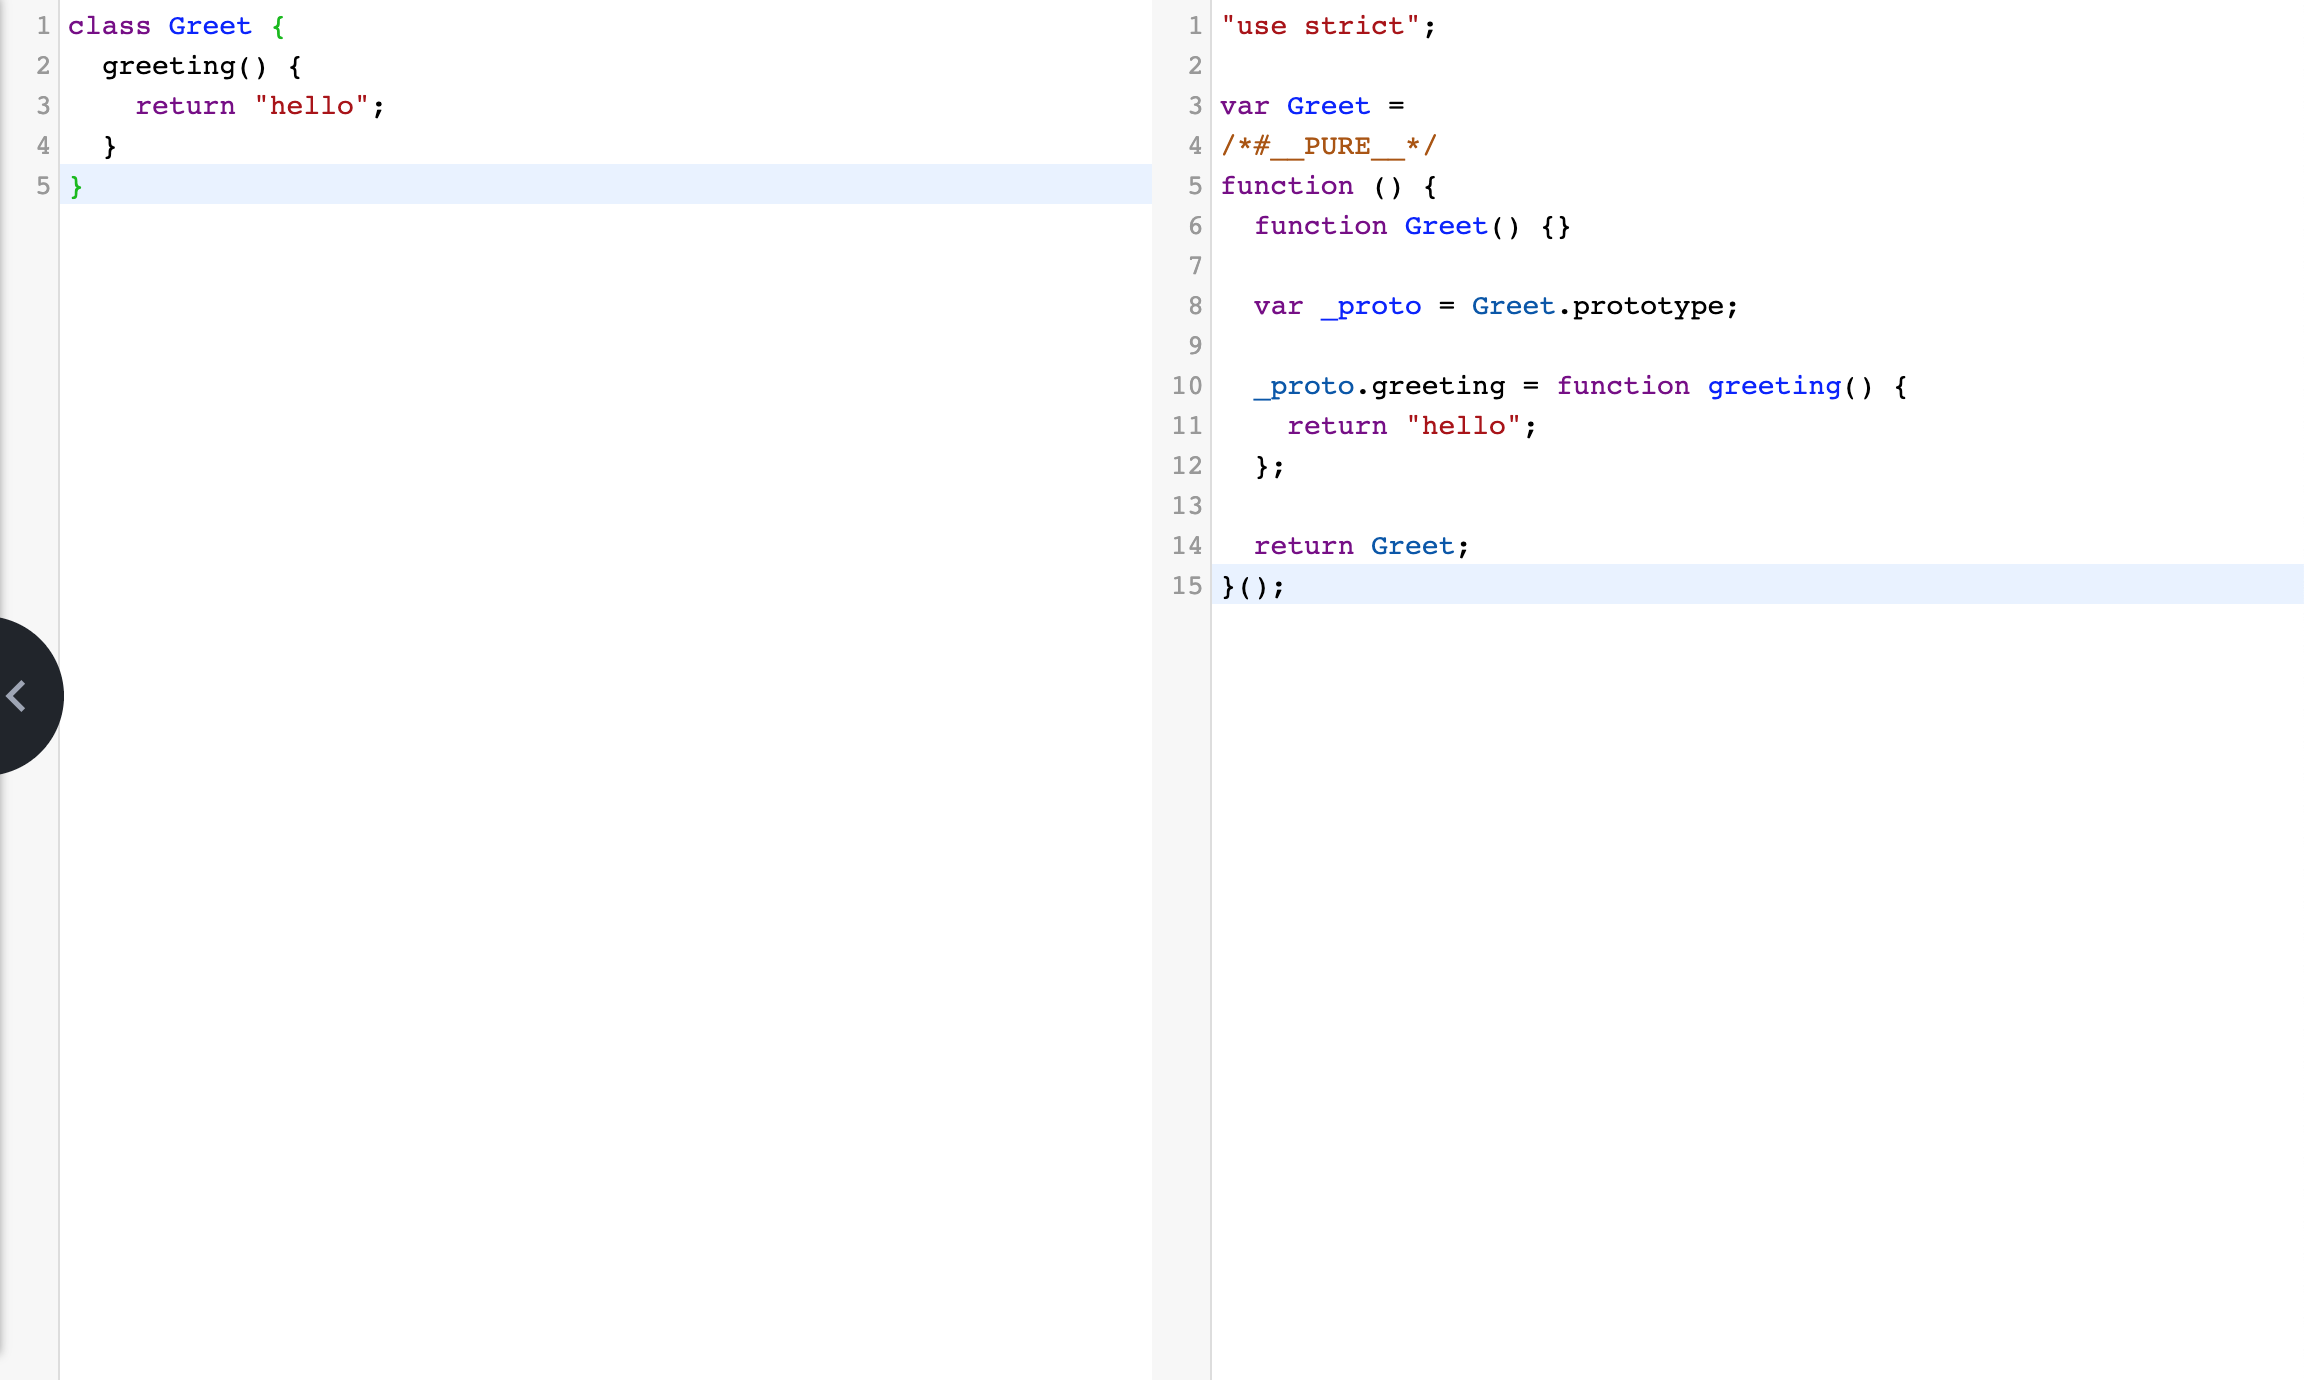 1 class Greet {
2   greeting() {
3     return "hello";
4   }
5 }
1 "use strict";
2
3 var Greet =
4 /*#__PURE__*/
5 function () {
6   function Greet() {}
7
8   var _proto = Greet.prototype;
9
10   _proto.greeting = function greeting() {
11     return "hello";
12   };
13
14   return Greet;
15 }();